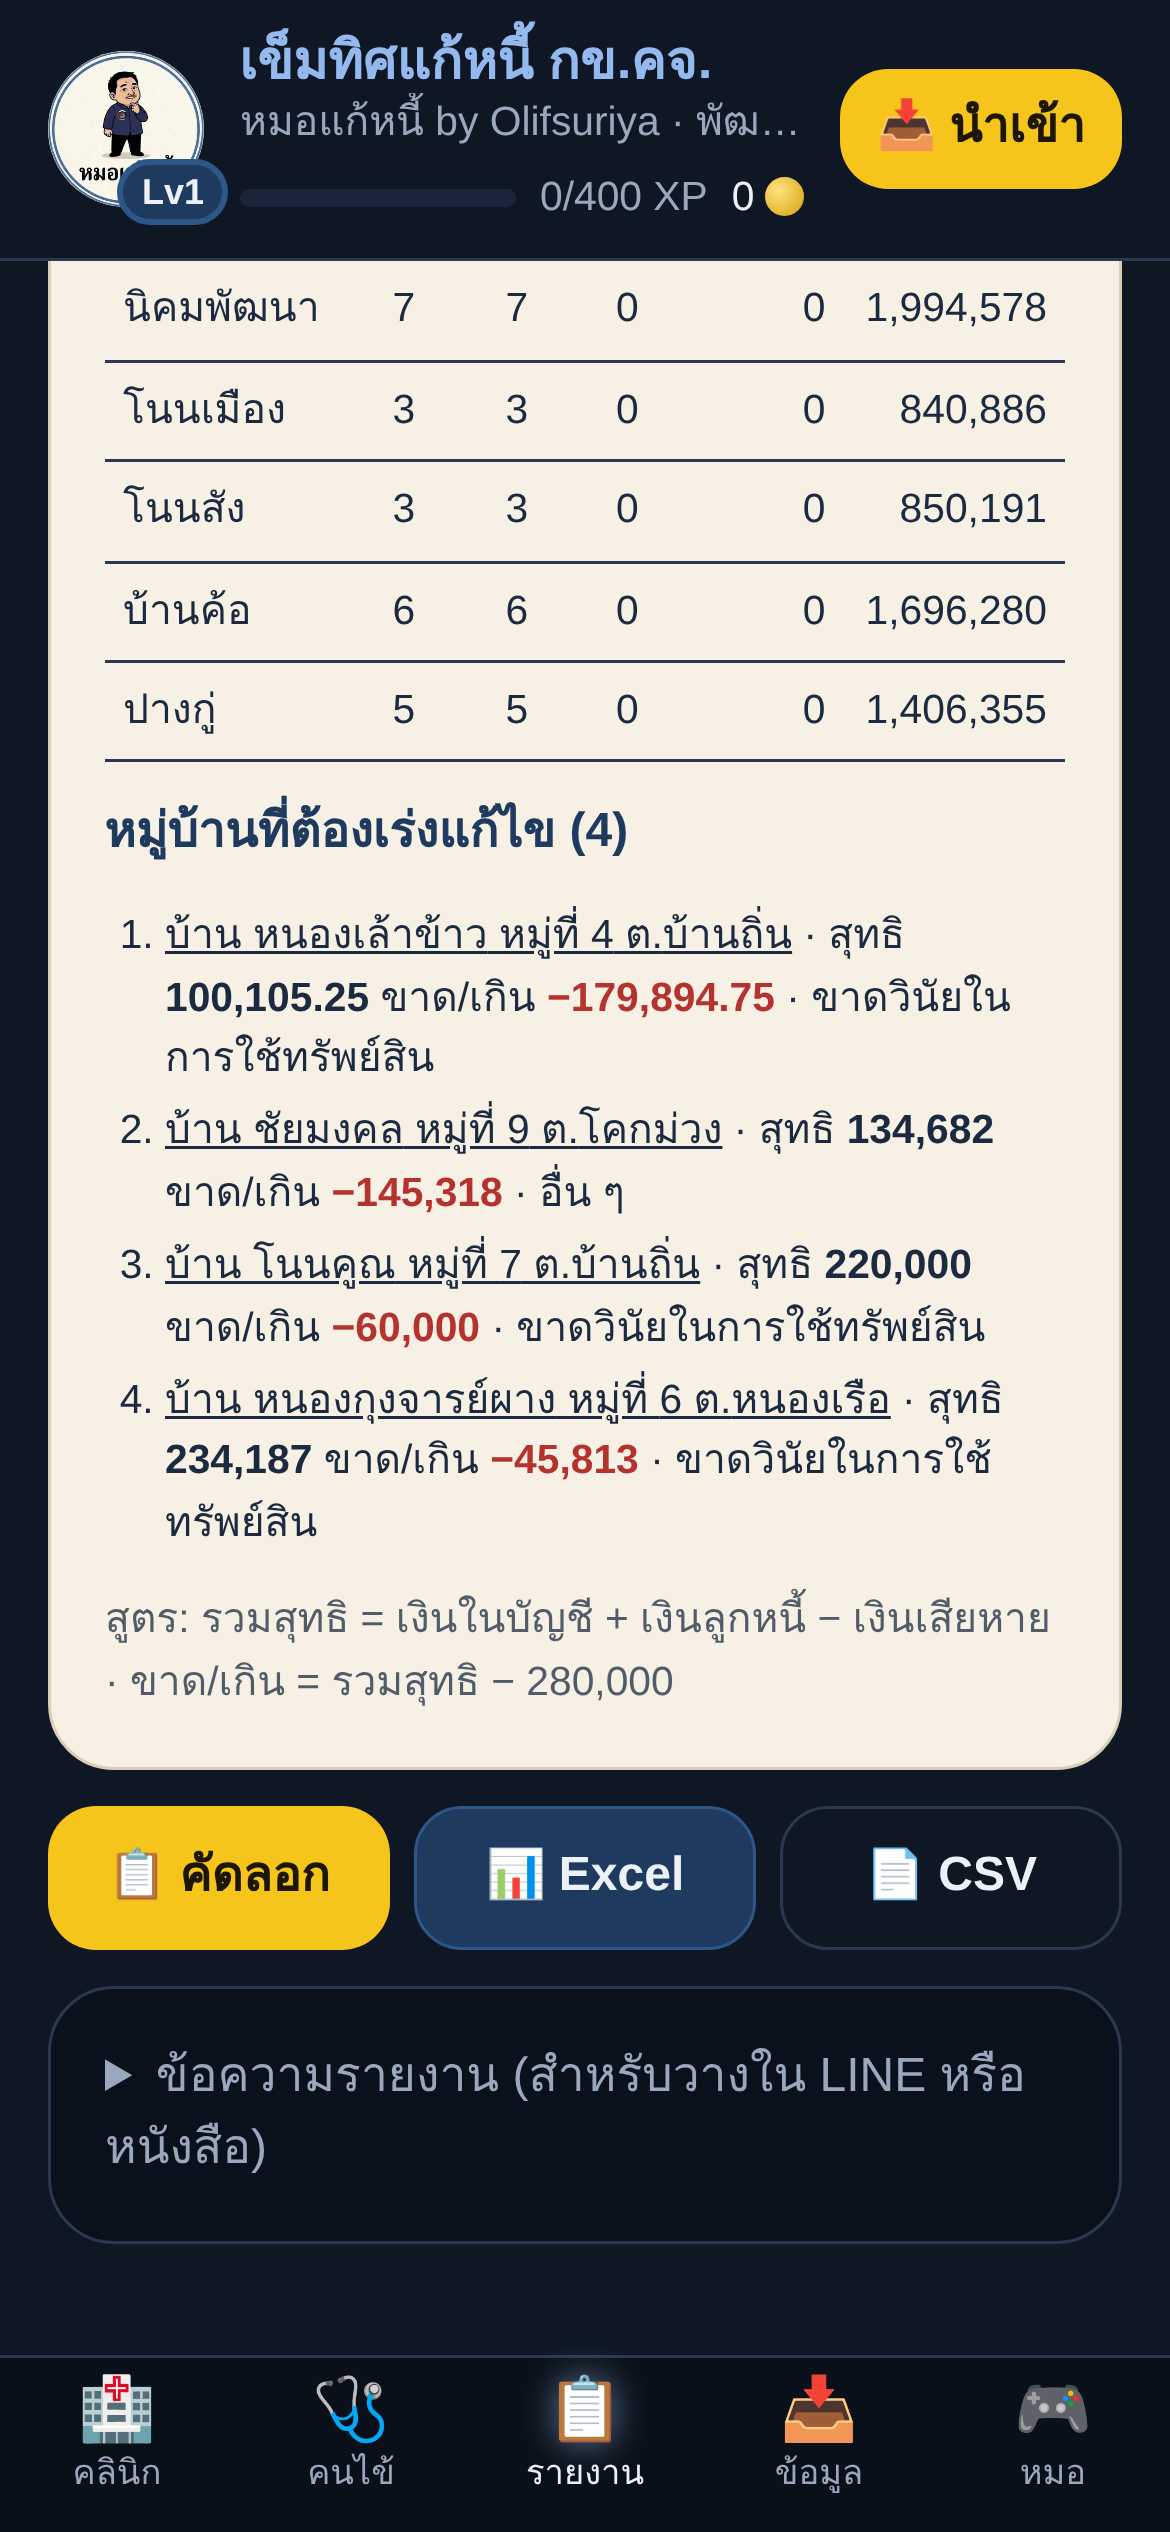 เข็มทิศแก้หนี้ กข.คจ.
หมอแก้หนี้ by Olifsuriya · พัฒ...
Lv1
0/400 XP 0
📥 นำเข้า
นิคมพัฒนา 7 7 0 0 1,994,578
โนนเมือง 3 3 0 0 840,886
โนนสัง 3 3 0 0 850,191
บ้านค้อ 6 6 0 0 1,696,280
ปางกู่ 5 5 0 0 1,406,355
หมู่บ้านที่ต้องเร่งแก้ไข (4)
1. บ้าน หนองเล้าข้าว หมู่ที่ 4 ต.บ้านถิ่น · สุทธิ
100,105.25 ขาด/เกิน −179,894.75 · ขาดวินัยใน
การใช้ทรัพย์สิน
2. บ้าน ชัยมงคล หมู่ที่ 9 ต.โคกม่วง · สุทธิ 134,682
ขาด/เกิน −145,318 · อื่น ๆ
3. บ้าน โนนคูณ หมู่ที่ 7 ต.บ้านถิ่น · สุทธิ 220,000
ขาด/เกิน −60,000 · ขาดวินัยในการใช้ทรัพย์สิน
4. บ้าน หนองกุงจารย์ผาง หมู่ที่ 6 ต.หนองเรือ · สุทธิ
234,187 ขาด/เกิน −45,813 · ขาดวินัยในการใช้
ทรัพย์สิน
สูตร: รวมสุทธิ = เงินในบัญชี + เงินลูกหนี้ − เงินเสียหาย
· ขาด/เกิน = รวมสุทธิ − 280,000
📋 คัดลอก
📊 Excel
📄 CSV
▶ ข้อความรายงาน (สำหรับวางใน LINE หรือ
หนังสือ)
คลินิก
คนไข้
รายงาน
ข้อมูล
หมอ